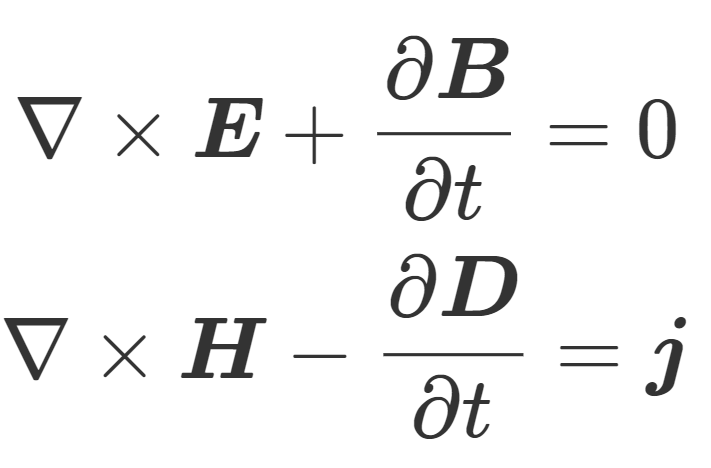 ∇ × E + ∂B/∂t = 0
∇ × H − ∂D/∂t = j